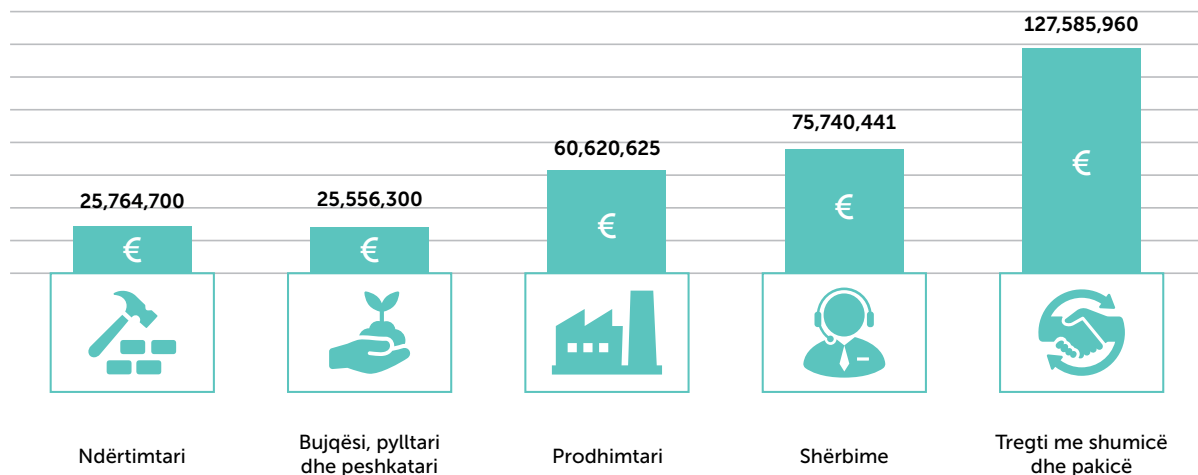 127,585,960
75,740,441
60,620,625
25,764,700
25,556,300
€
€
€
€
€
Ndërtimtari
Bujqësi, pylltari
dhe peshkatari
Prodhimtari
Shërbime
Tregti me shumicë
dhe pakicë